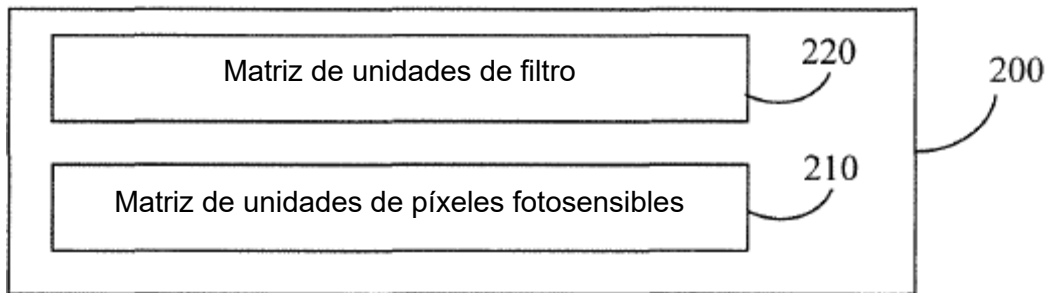 Matriz de unidades de filtro
220
200
Matriz de unidades de píxeles fotosensibles
210